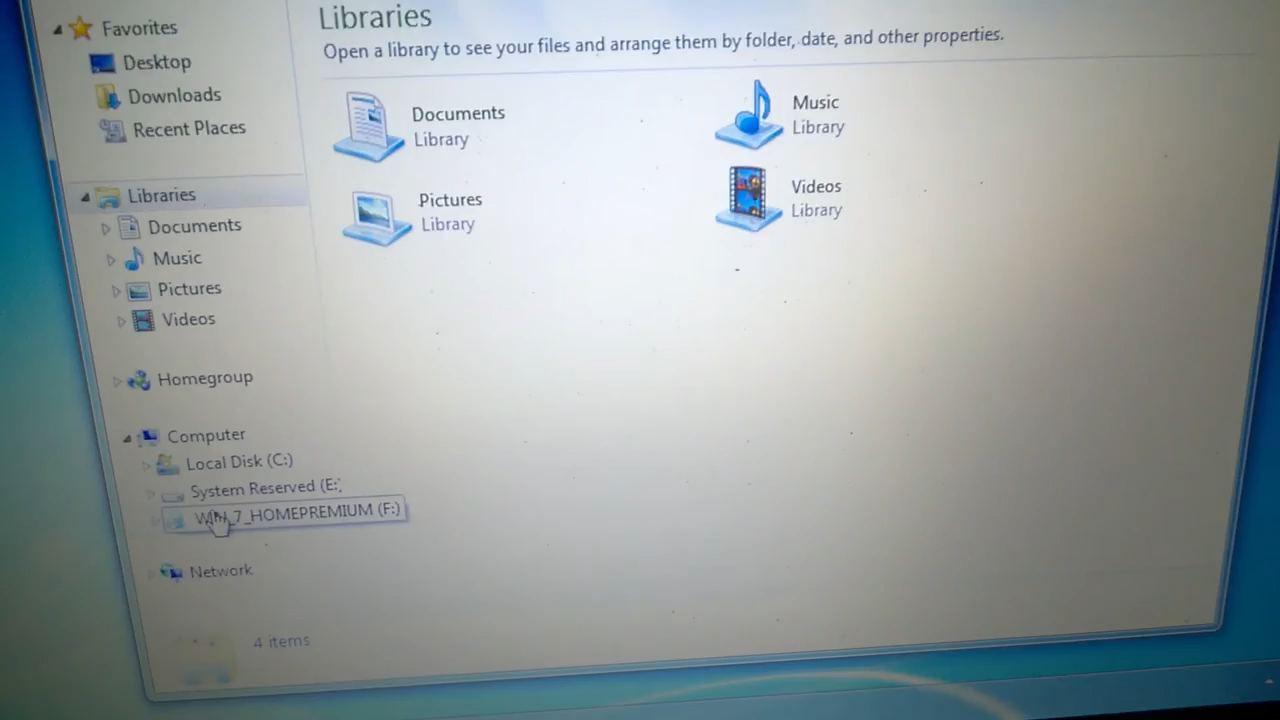 Favorites
Desktop
Downloads
Recent Places
Libraries
Documents
Music
Pictures
Videos
Homegroup
Computer
Local Disk (C:)
System Reserved (E:
WIN_7_HOMEPREMIUM (F:)
Network
Libraries
Open a library to see your files and arrange them by folder, date, and other properties.
Documents
Library
Music
Library
Pictures
Library
Videos
Library
4 items